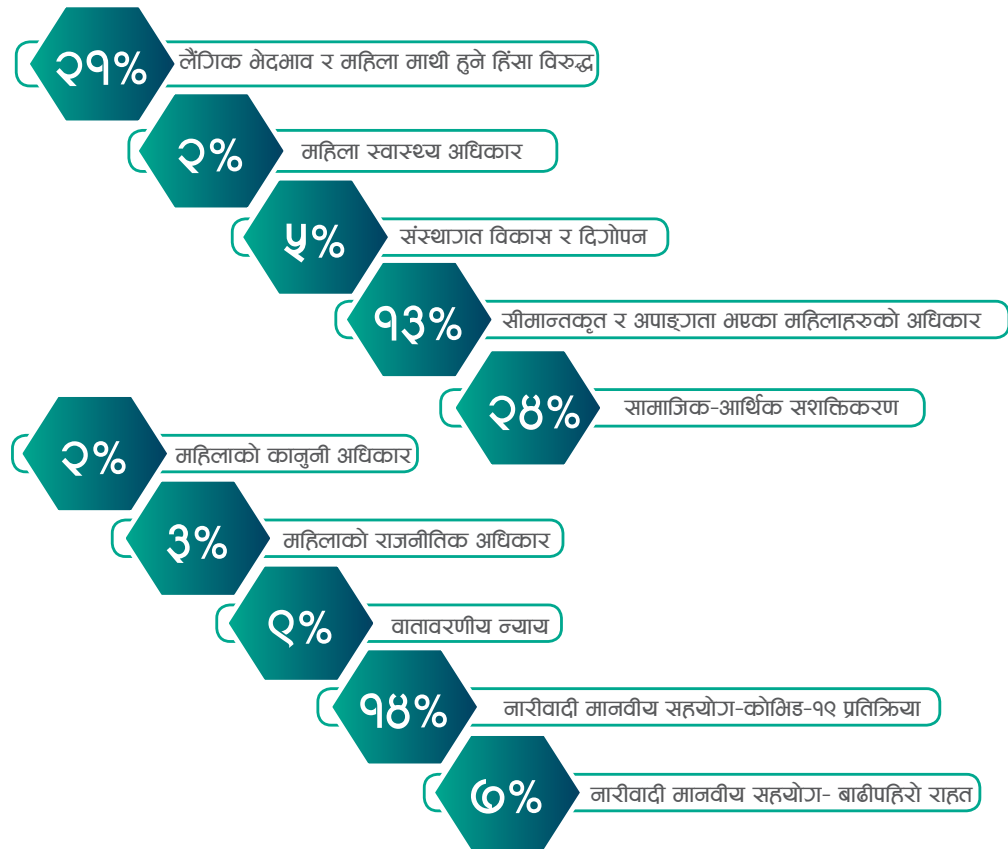 २१% लैंगिक भेदभाव र महिला माथी हुने हिंसा विरुद्ध
२% महिला स्वास्थ्य अधिकार
५% संस्थागत विकास र दिगोपन
१३% सीमान्तकृत र अपाङ्गता भएका महिलाहरुको अधिकार
२४% सामाजिक-आर्थिक सशक्तिकरण
२% महिलाको कानुनी अधिकार
३% महिलाको राजनीतिक अधिकार
९% वातावरणीय न्याय
१४% नारीवादी मानवीय सहयोग-कोभिड-१९ प्रतिक्रिया
७% नारीवादी मानवीय सहयोग- बाढीपहिरो राहत